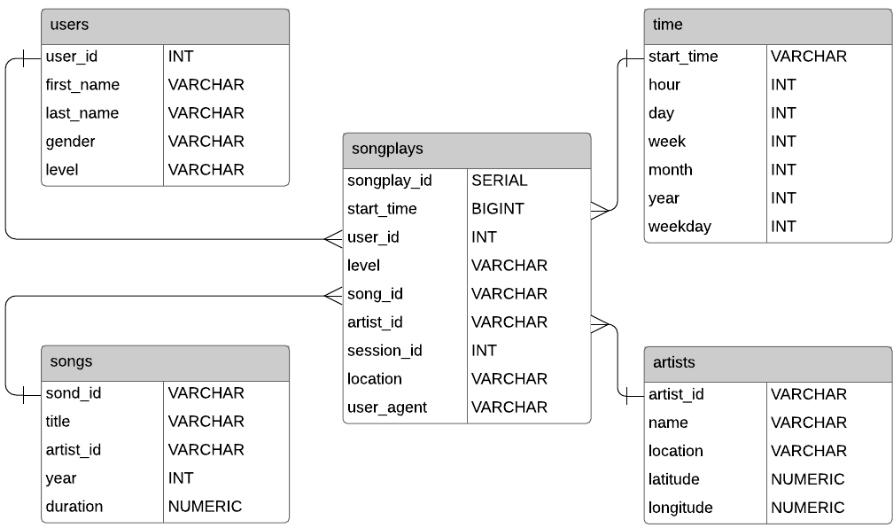 users
user_id INT
first_name VARCHAR
last_name VARCHAR
gender VARCHAR
level VARCHAR
time
start_time VARCHAR
hour INT
day INT
week INT
month INT
year INT
weekday INT
songplays
songplay_id SERIAL
start_time BIGINT
user_id INT
level VARCHAR
song_id VARCHAR
artist_id VARCHAR
session_id INT
location VARCHAR
user_agent VARCHAR
songs
sond_id VARCHAR
title VARCHAR
artist_id VARCHAR
year INT
duration NUMERIC
artists
artist_id VARCHAR
name VARCHAR
location VARCHAR
latitude NUMERIC
longitude NUMERIC